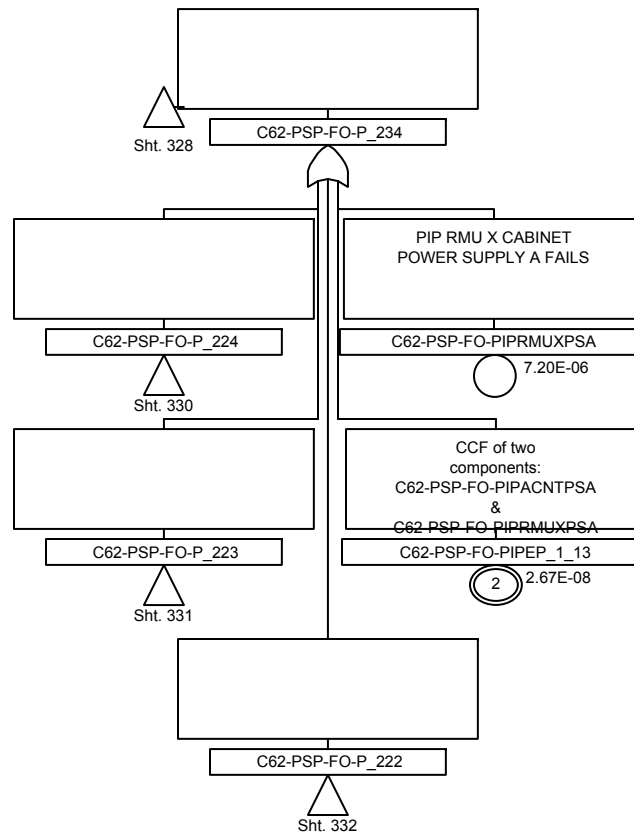 Sht. 328
C62-PSP-FO-P_234
PIP RMU X CABINET
POWER SUPPLY A FAILS
C62-PSP-FO-P_224
Sht. 330
C62-PSP-FO-PIPRMUXPSA
7.20E-06
CCF of two
components:
C62-PSP-FO-PIPACNTPSA
&
C62-PSP-FO-PIPRMUXPSA
C62-PSP-FO-P_223
Sht. 331
C62-PSP-FO-PIPEP_1_13
2
2.67E-08
C62-PSP-FO-P_222
Sht. 332